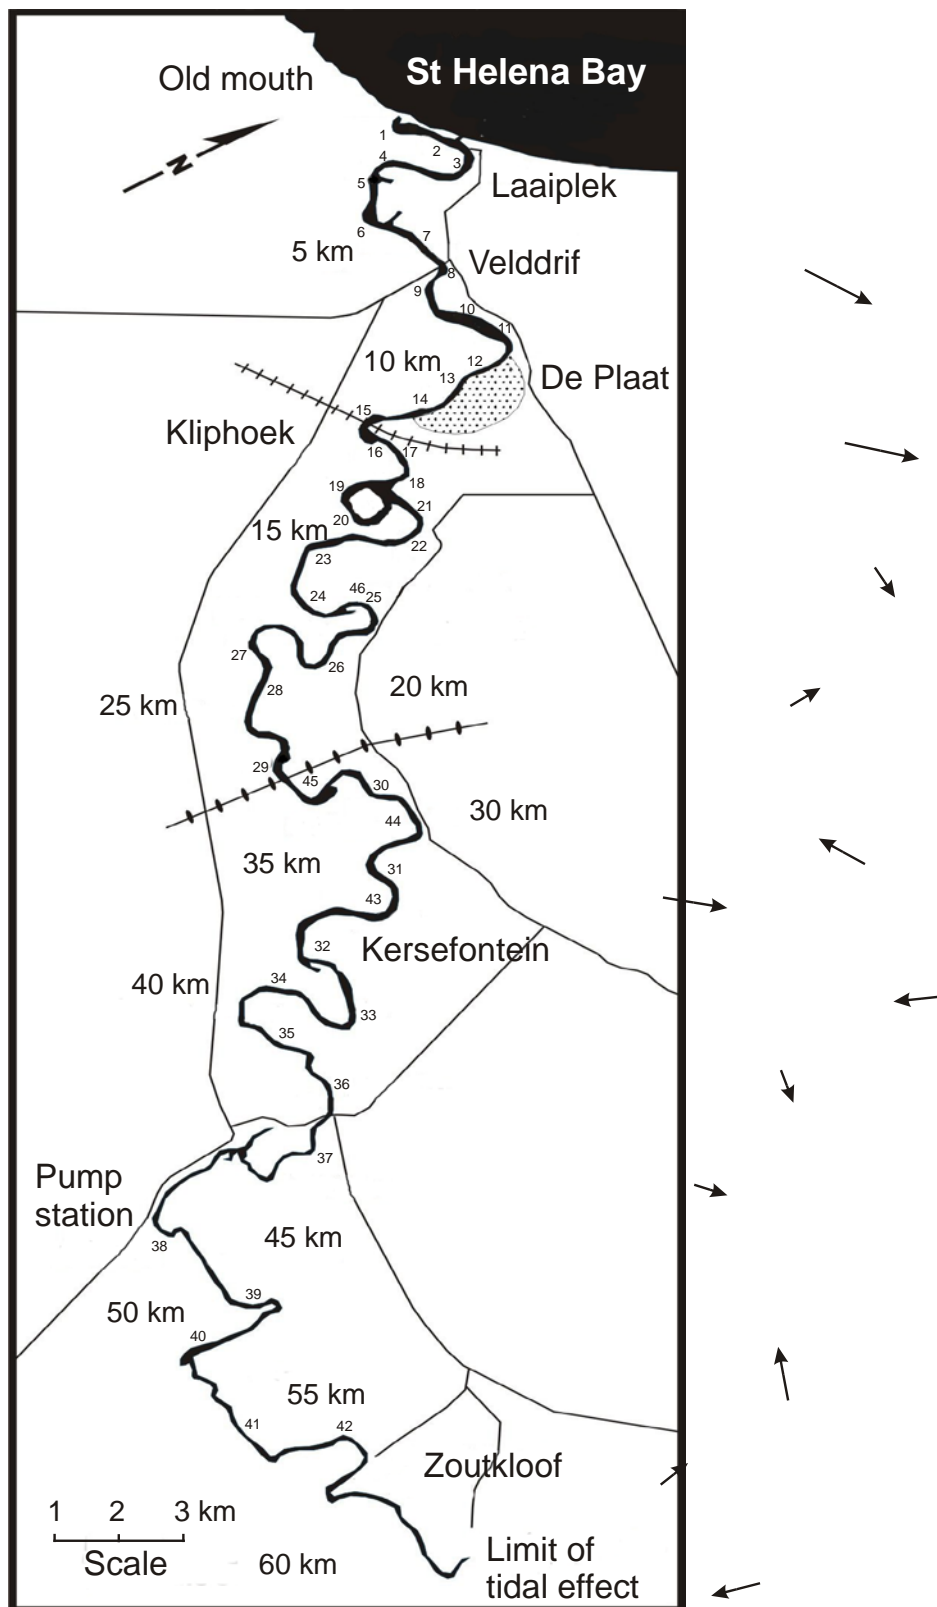 St Helena Bay
Old mouth
N
1
2
3
4
5
Laaiplek
6
7
5 km
Velddrif
8
9
10
11
10 km
12
13
De Plaat
14
15
Kliphoek
16
17
18
19
20
21
15 km
22
23
24
46
25
26
27
28
20 km
25 km
29
45
30
30 km
44
35 km
31
43
32
Kersefontein
34
40 km
33
35
36
37
Pump
station
38
45 km
39
50 km
40
55 km
41
42
Zoutkloof
1 2 3 km
Scale
60 km
Limit of
tidal effect